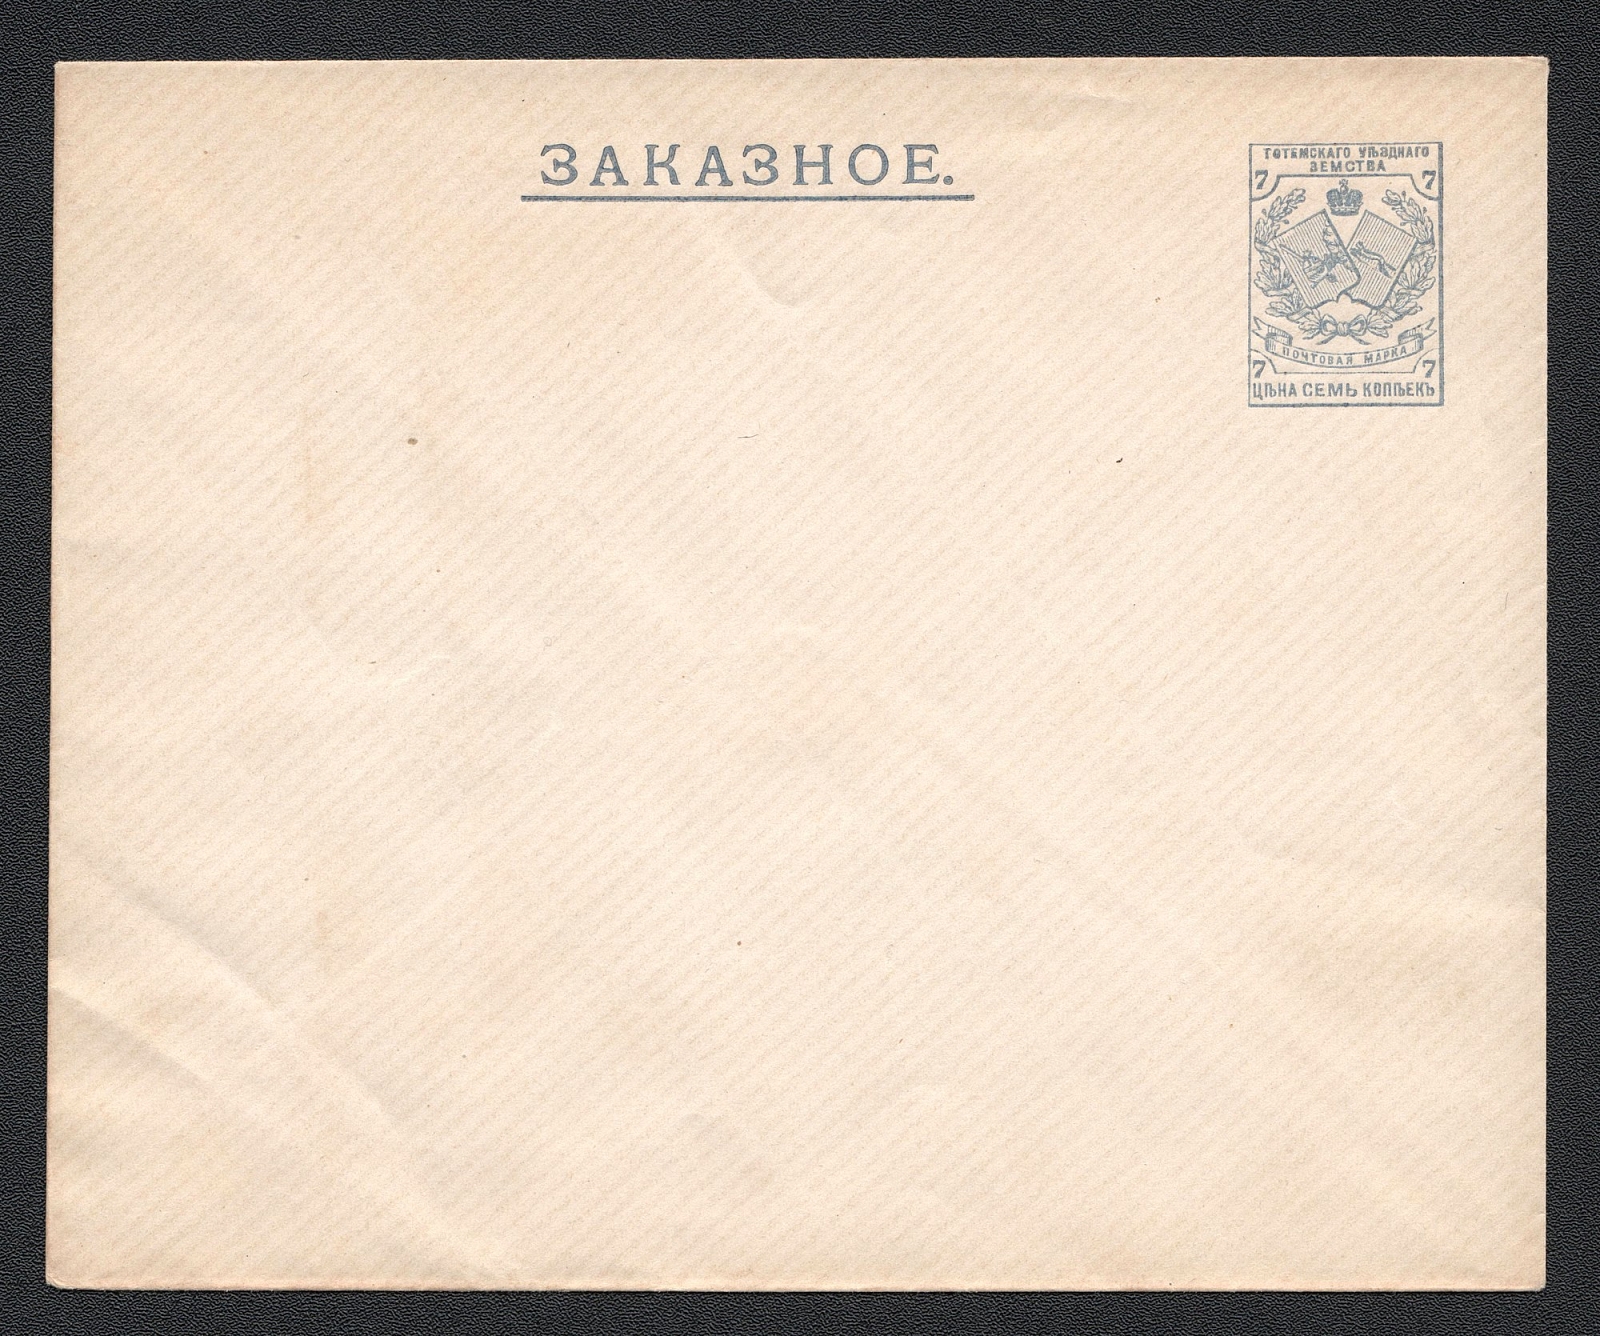 ЗАКАЗНОЕ.
ТОТЕМСКАГО УѢЗДНАГО
ЗЕМСТВА
7 7
ПОЧТОВАЯ МАРКА
7 7
ЦѢНА СЕМЬ КОПѢЕКЪ